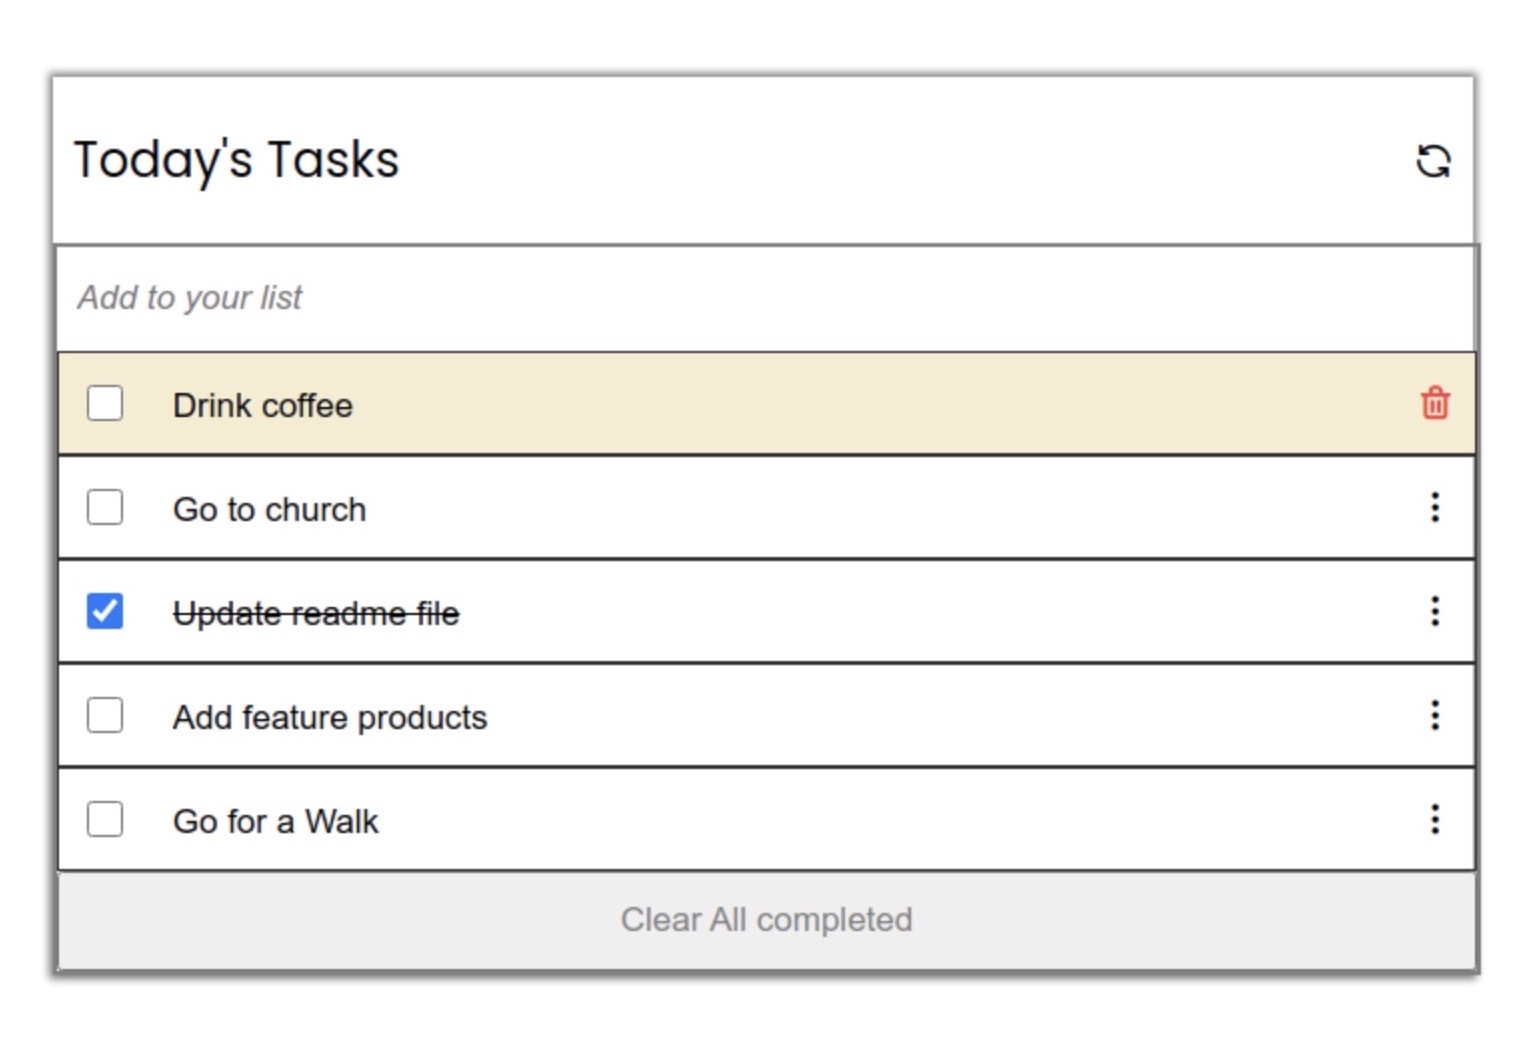 Today's Tasks
Add to your list
Drink coffee
Go to church
Update readme file
Add feature products
Go for a Walk
Clear All completed